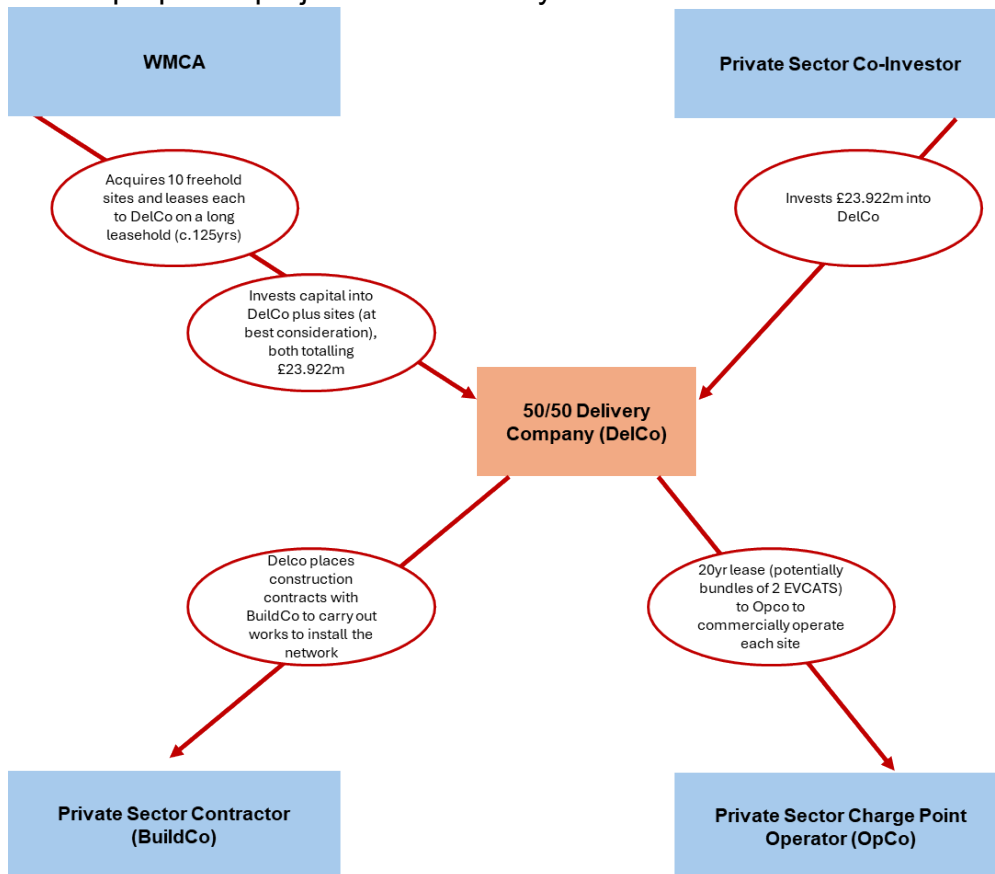 WMCA
Private Sector Co-Investor
Acquires 10 freehold
sites and leases each
to DelCo on a long
leasehold (c.125yrs)
Invests £23.922m into
DelCo
Invests capital into
DelCo plus sites (at
best consideration),
both totalling
£23.922m
50/50 Delivery
Company (DelCo)
Delco places
construction
contracts with
BuildCo to carry out
works to install the
network
20yr lease (potentially
bundles of 2 EVCATS)
to Opco to
commercially operate
each site
Private Sector Contractor
(BuildCo)
Private Sector Charge Point
Operator (OpCo)